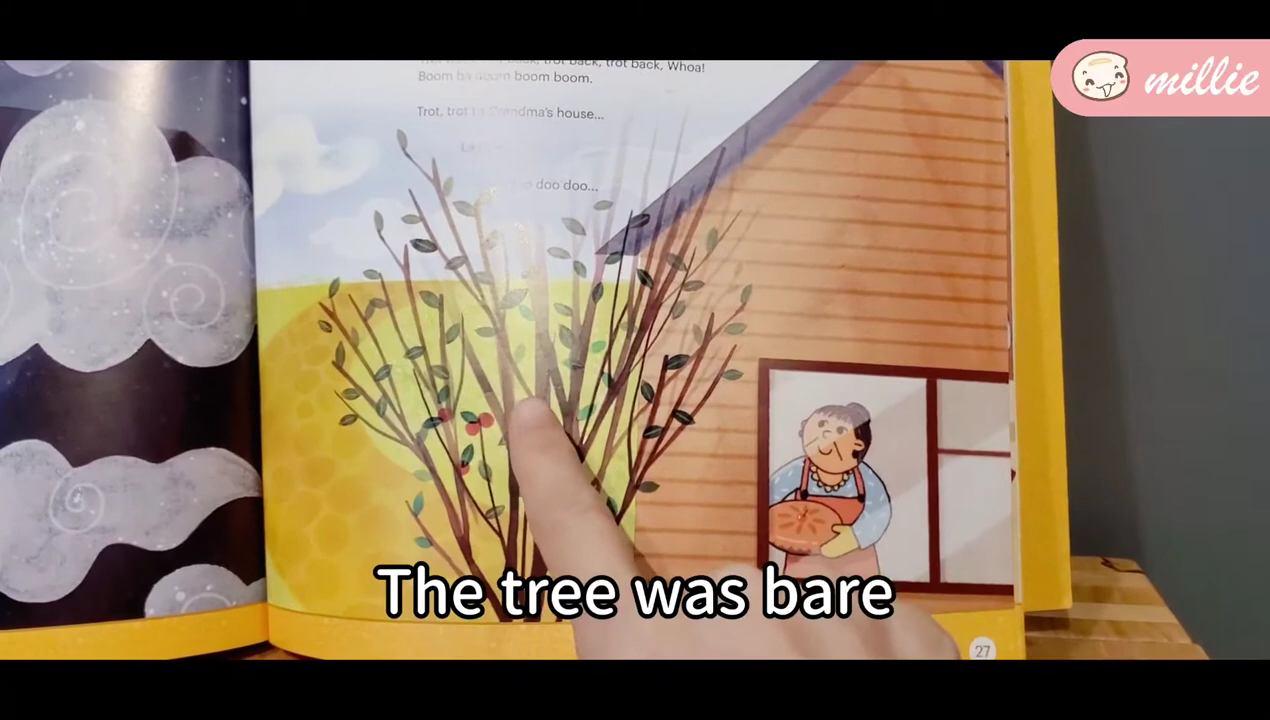 trot back, trot back, Whoa!
Boom ba boom boom boom.
Trot, trot to Grandma's house...
doo doo...
The tree was bare
27
millie